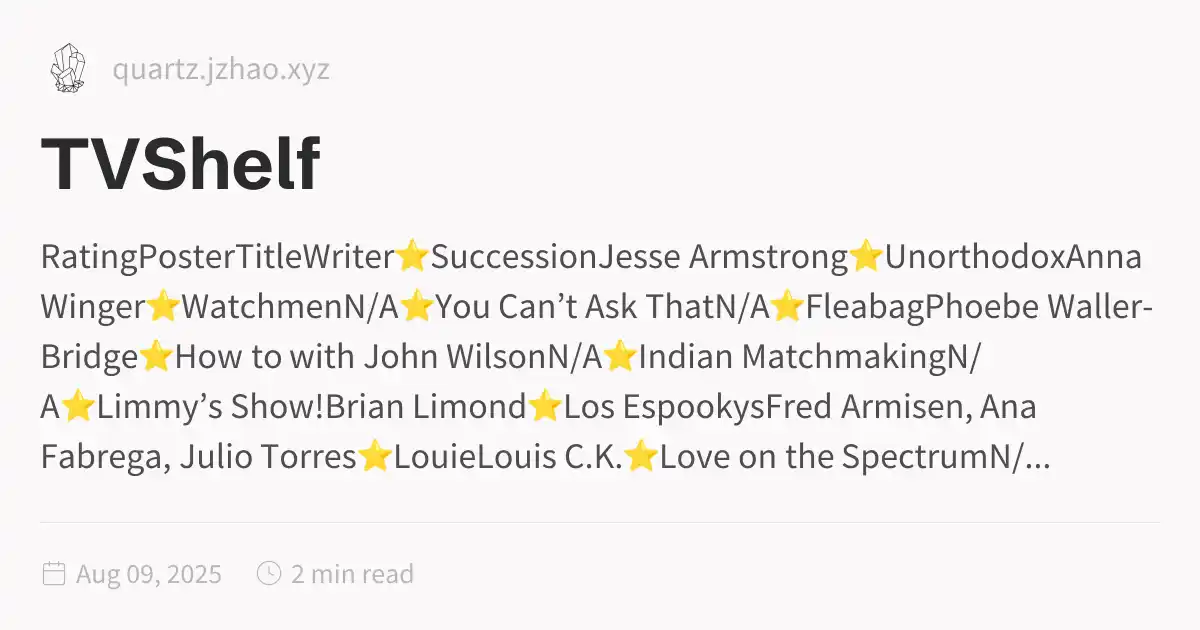 quartz.jzhao.xyz
TVShelf
RatingPosterTitleWriter⭐SuccessionJesse Armstrong⭐UnorthodoxAnna
Winger⭐WatchmenN/A⭐You Can’t Ask ThatN/A⭐FleabagPhoebe Waller-
Bridge⭐How to with John WilsonN/A⭐Indian MatchmakingN/
A⭐Limmy’s Show!Brian Limond⭐Los EspookysFred Armisen, Ana
Fabrega, Julio Torres⭐LouieLouis C.K.⭐Love on the SpectrumN/...
Aug 09, 2025 2 min read